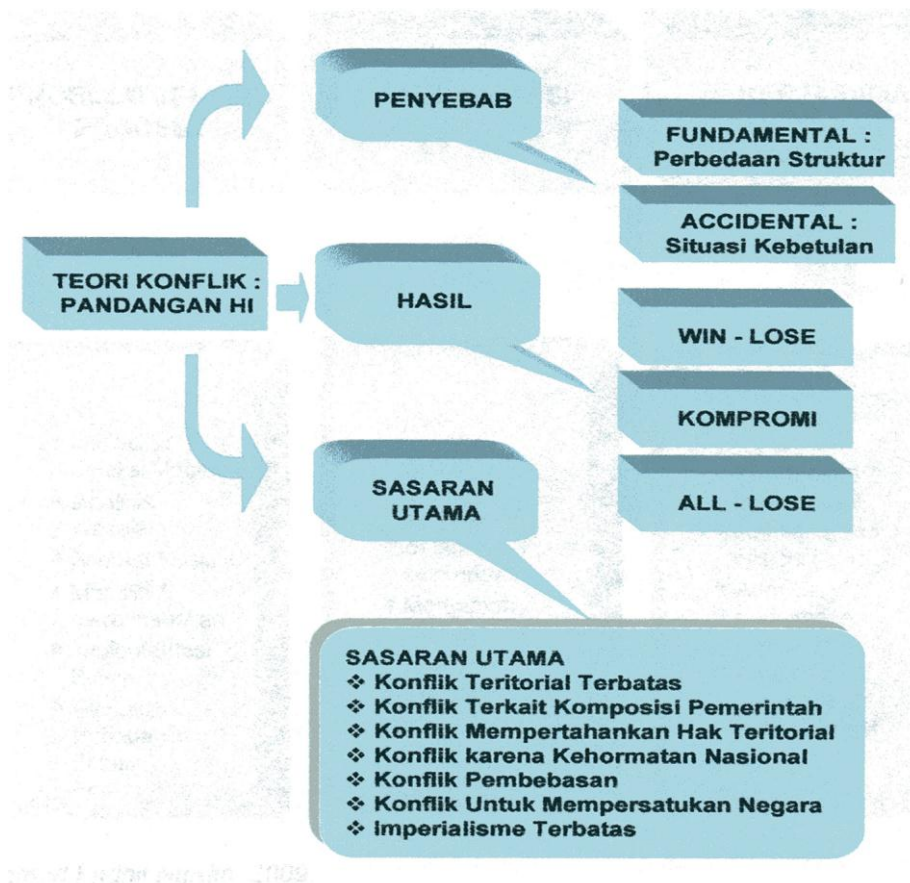 PENYEBAB
FUNDAMENTAL :
Perbedaan Struktur
ACCIDENTAL :
Situasi Kebetulan
TEORI KONFLIK :
PANDANGAN HI
HASIL
WIN - LOSE
KOMPROMI
ALL - LOSE
SASARAN
UTAMA
SASARAN UTAMA
❖ Konflik Teritorial Terbatas
❖ Konflik Terkait Komposisi Pemerintah
❖ Konflik Mempertahankan Hak Teritorial
❖ Konflik karena Kehormatan Nasional
❖ Konflik Pembebasan
❖ Konflik Untuk Mempersatukan Negara
❖ Imperialisme Terbatas